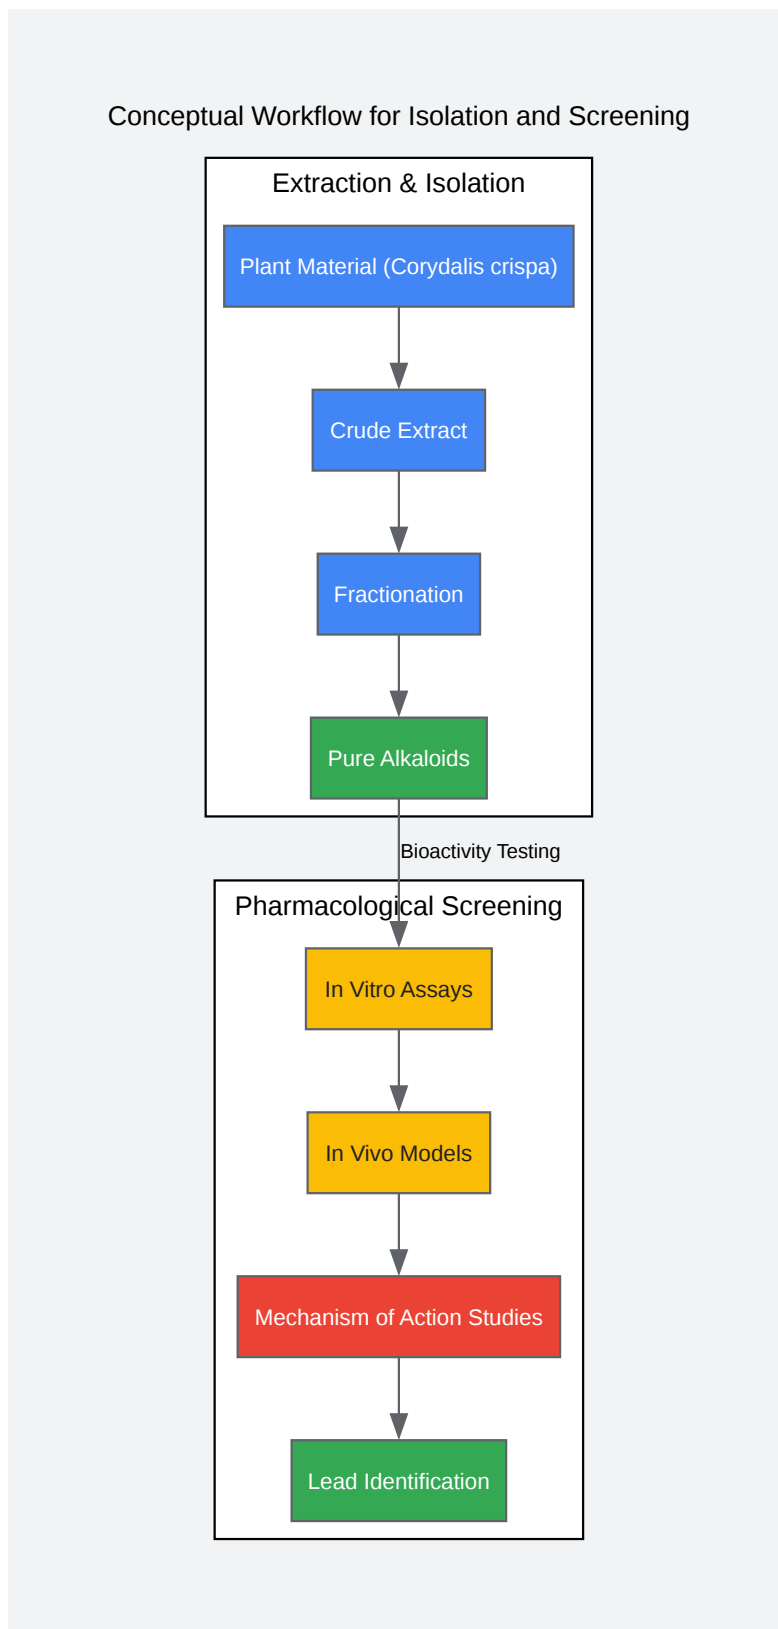 Conceptual Workflow for Isolation and Screening
Extraction & Isolation
Plant Material (Corydalis crispa)
Crude Extract
Fractionation
Pure Alkaloids
Bioactivity Testing
Pharmacological Screening
In Vitro Assays
In Vivo Models
Mechanism of Action Studies
Lead Identification